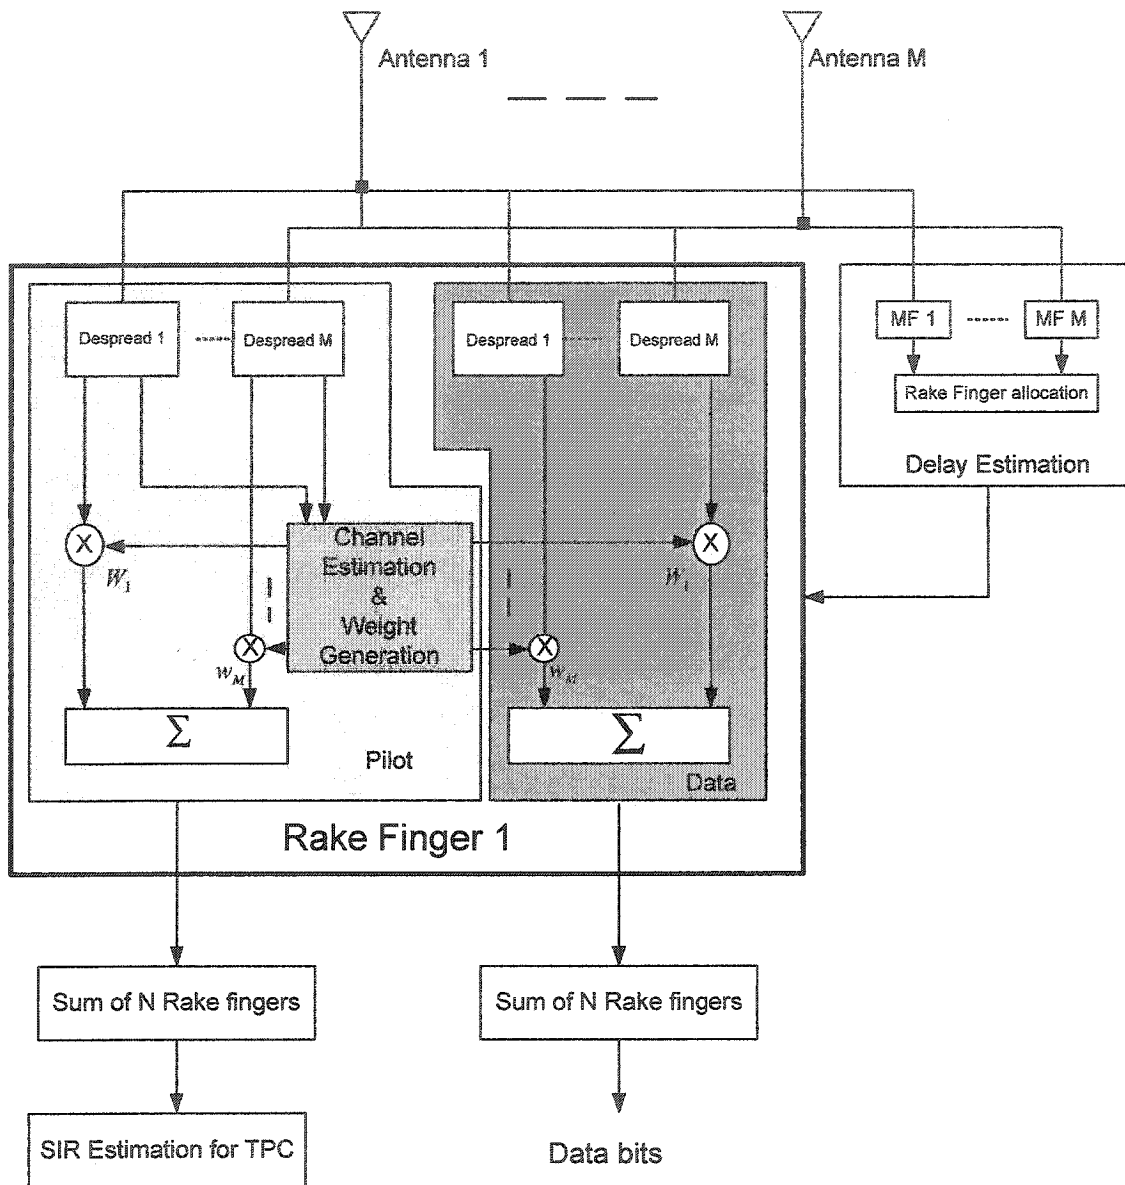 Antenna 1
Antenna M
Despread 1
Despread M
Despread 1
Despread M
MF 1
MF M
Rake Finger allocation
Delay Estimation
X
X
Channel
Estimation
&
Weight
Generation
W₁
W₁
X
X
w_M
w_M
Σ
Σ
Pilot
Data
Rake Finger 1
Sum of N Rake fingers
Sum of N Rake fingers
SIR Estimation for TPC
Data bits